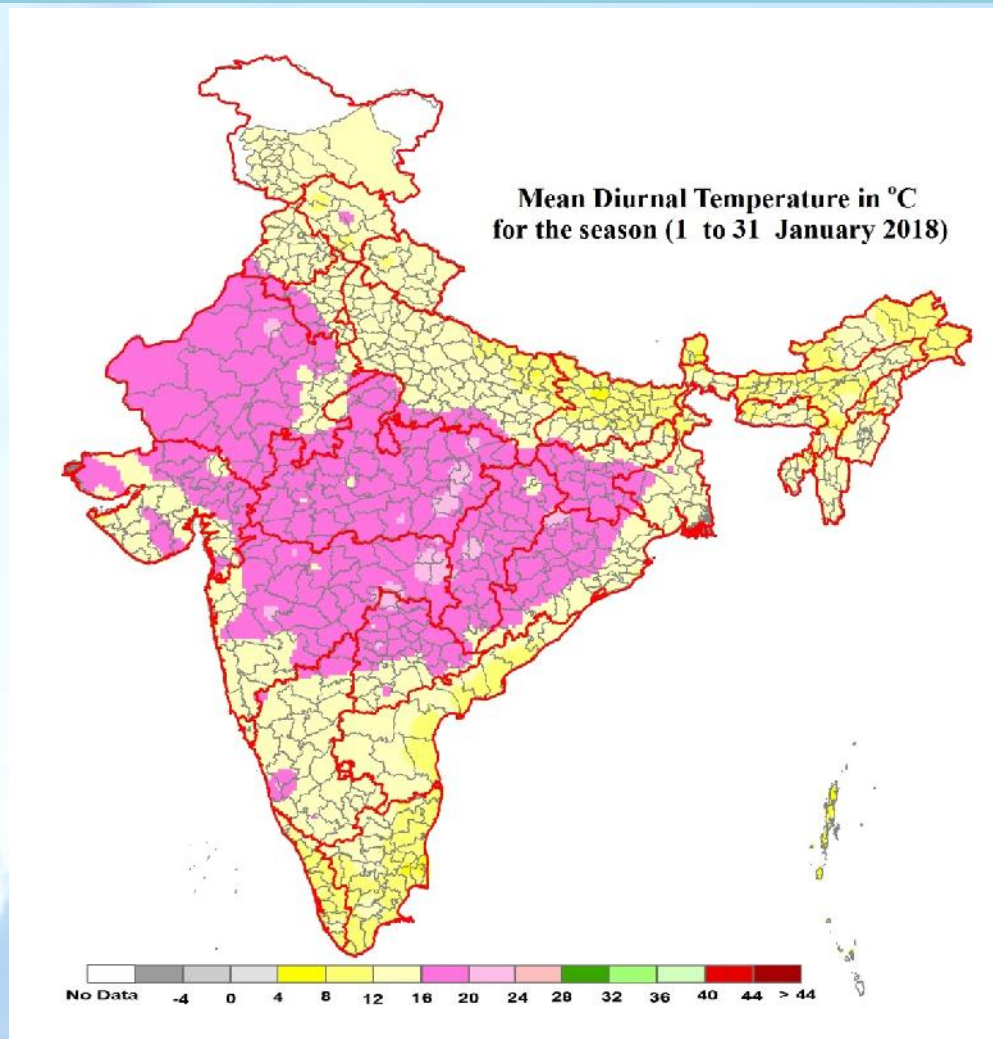 Mean Diurnal Temperature in °C
for the season (1 to 31 January 2018)
No Data -4 0 4 8 12 16 20 24 28 32 36 40 44 > 44